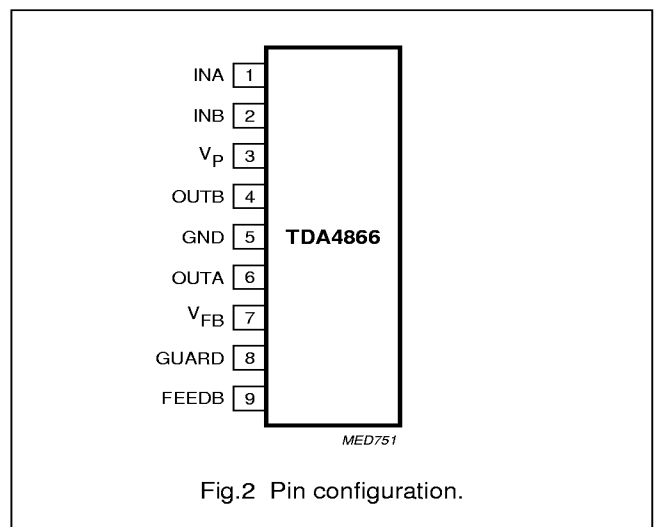 INA 1
INB 2
VP 3
OUTB 4
GND 5 TDA4866
OUTA 6
VFB 7
GUARD 8
FEEDB 9
MED751
Fig.2 Pin configuration.